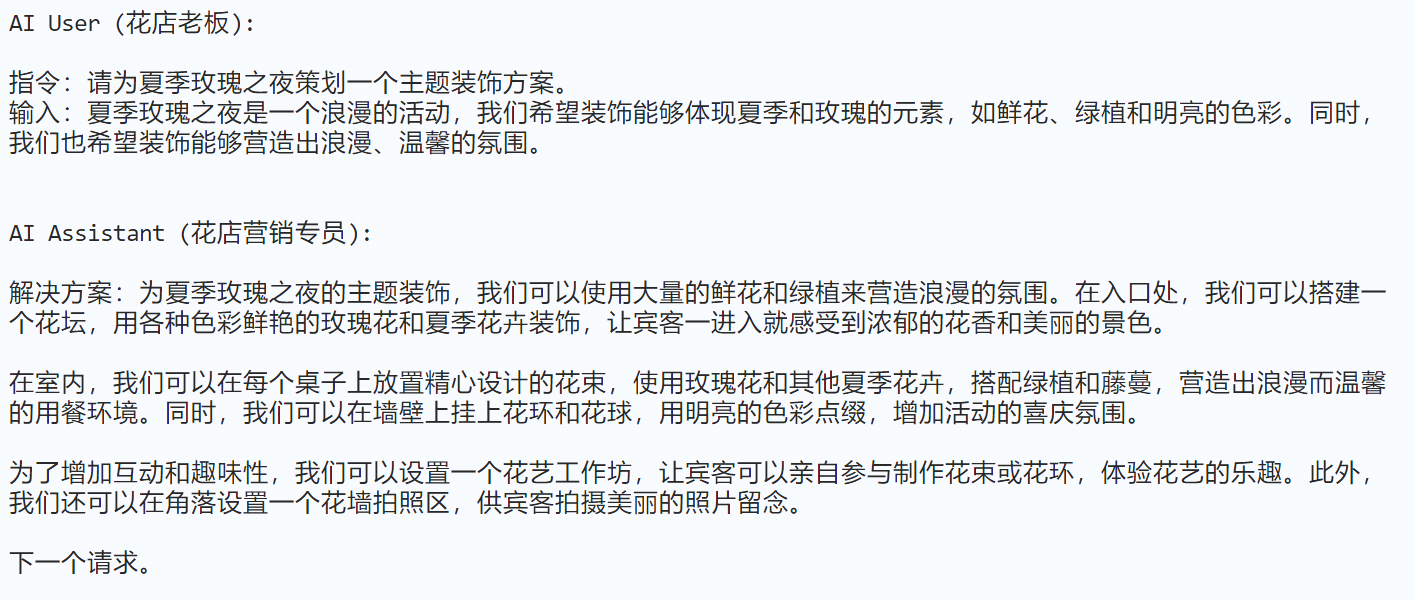 AI User (花店老板):
指令: 请为夏季玫瑰之夜策划一个主题装饰方案。
输入: 夏季玫瑰之夜是一个浪漫的活动，我们希望装饰能够体现夏季和玫瑰的元素，如鲜花、绿植和明亮的色彩。同时，
我们也希望装饰能够营造出浪漫、温馨的氛围。
AI Assistant (花店营销专员):
解决方案: 为夏季玫瑰之夜的主题装饰，我们可以使用大量的鲜花和绿植来营造浪漫的氛围。在入口处，我们可以搭建一
个花坛，用各种色彩鲜艳的玫瑰花和夏季花卉装饰，让宾客一进入就感受到浓郁的花香和美丽的景色。
在室内，我们可以在每个桌子上放置精心设计的花束，使用玫瑰花和其他夏季花卉，搭配绿植和藤蔓，营造出浪漫而温馨
的用餐环境。同时，我们可以在墙壁上挂上花环和花球，用明亮的色彩点缀，增加活动的喜庆氛围。
为了增加互动和趣味性，我们可以设置一个花艺工作坊，让宾客可以亲自参与制作花束或花环，体验花艺的乐趣。此外，
我们还可以在角落设置一个花墙拍照区，供宾客拍摄美丽的照片留念。
下一个请求。